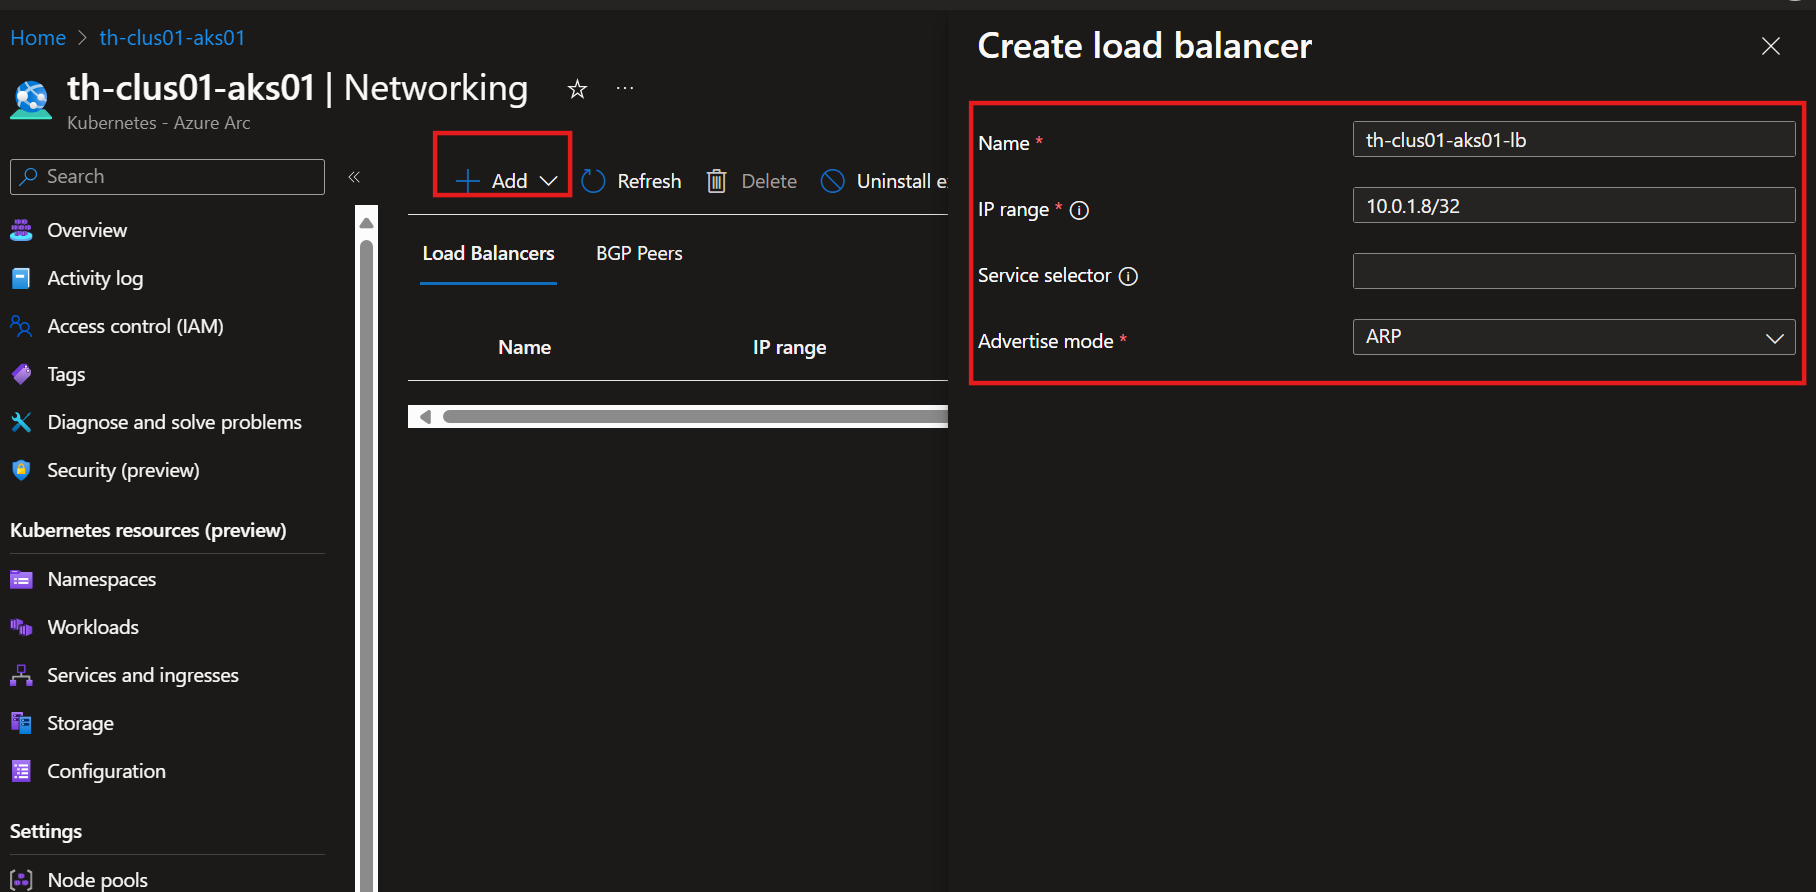 Home > th-clus01-aks01
th-clus01-aks01 | Networking
Kubernetes - Azure Arc
Search
Overview
Activity log
Access control (IAM)
Tags
Diagnose and solve problems
Security (preview)
Kubernetes resources (preview)
Namespaces
Workloads
Services and ingresses
Storage
Configuration
Settings
Node pools
Add Refresh Delete Uninstall
Load Balancers BGP Peers
Name IP range
Create load balancer
Name * th-clus01-aks01-lb
IP range * 10.0.1.8/32
Service selector
Advertise mode * ARP